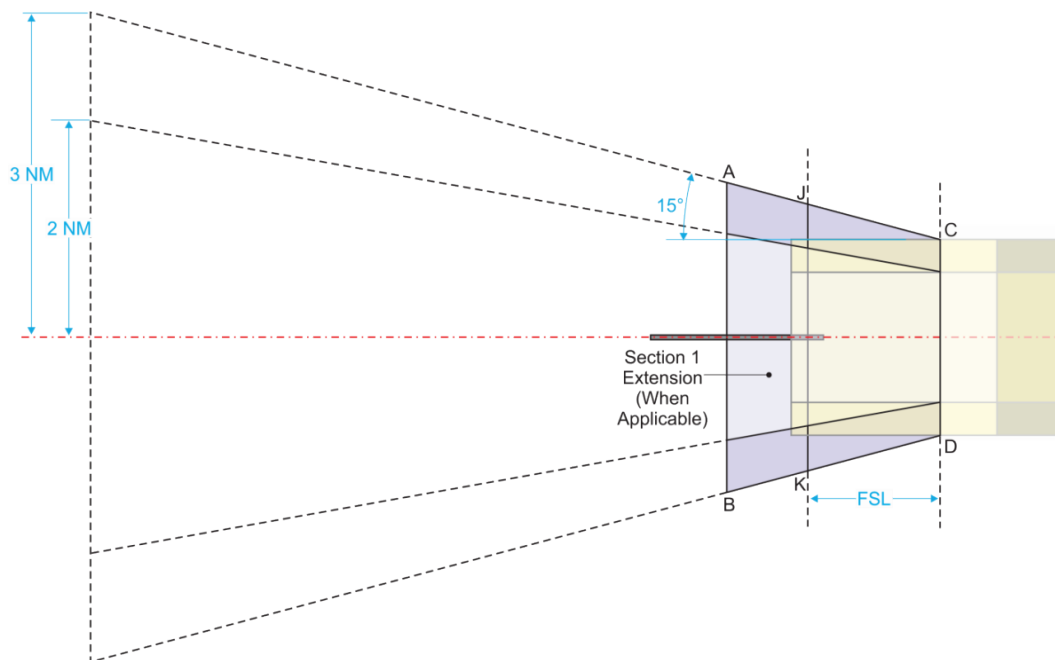 3 NM
2 NM
A
J
15°
C
Section 1
Extension
(When
Applicable)
D
K
B
FSL